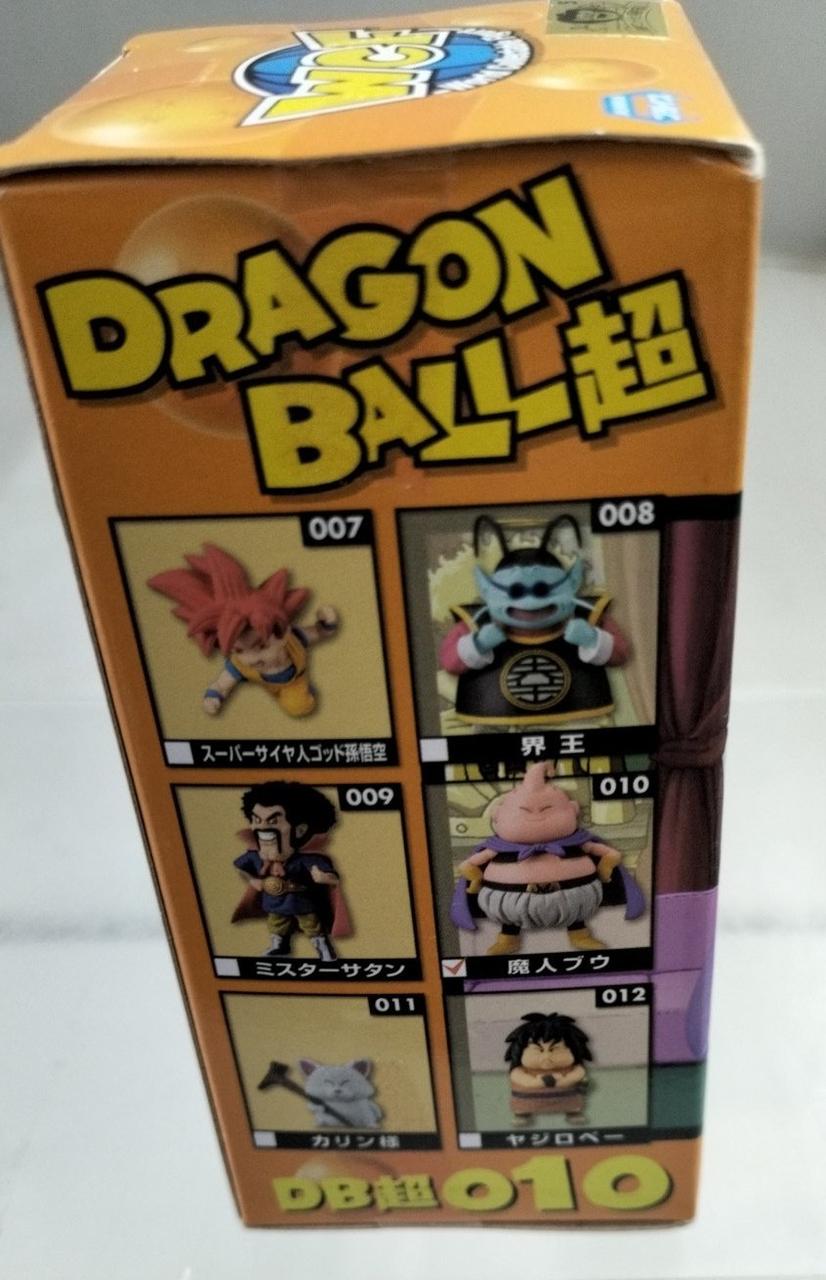 WCF
DRAGON
BALL超
007
スーパーサイヤ人ゴッド孫悟空
008
界王
009
ミスターサタン
010
魔人ブウ
011
カリン様
012
ヤジロベー
DB超010